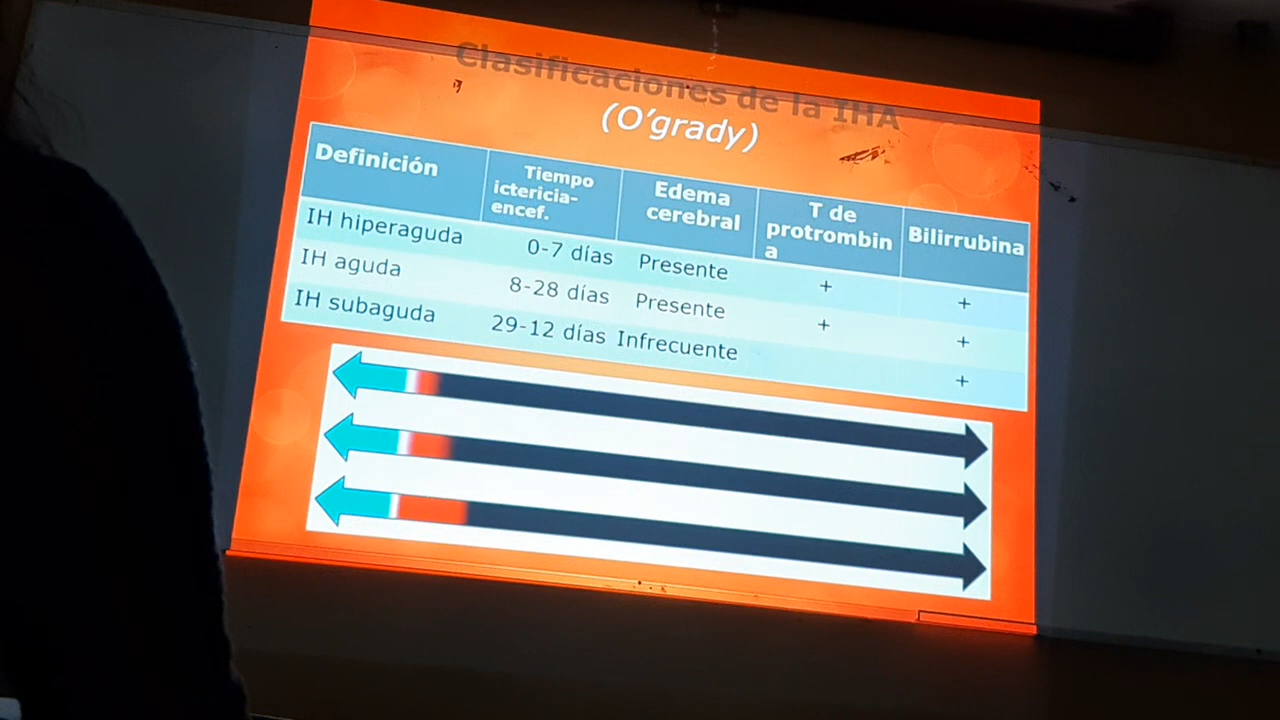 Clasificaciones de la IHA
(O'grady)
Definición
Tiempo
ictericia-
encef.
Edema
cerebral
T de
protrombin
a
Bilirrubina
IH hiperaguda 0-7 días Presente + +
IH aguda 8-28 días Presente + +
IH subaguda 29-12 días Infrecuente +